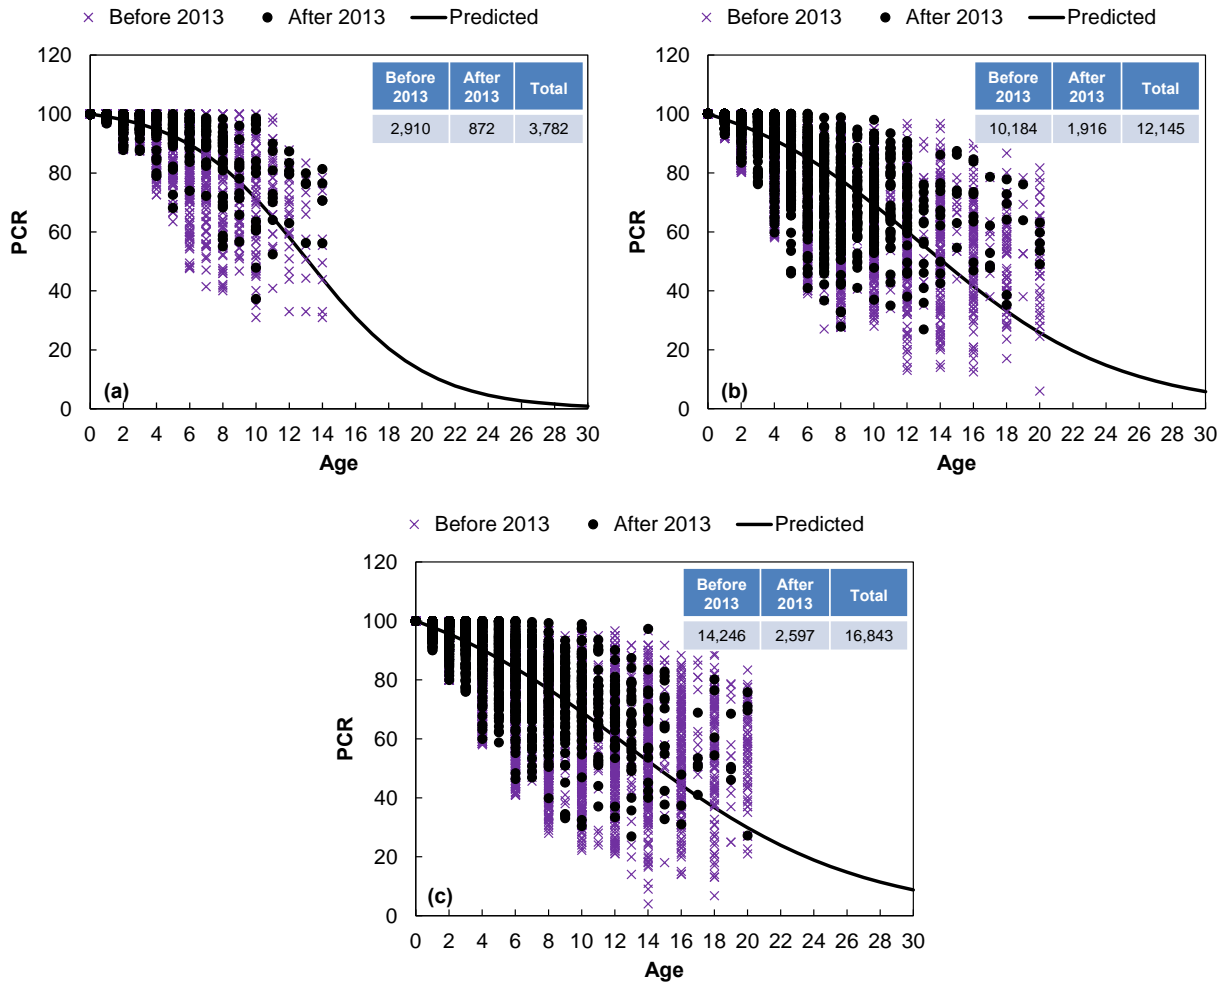 Before 2013 After 2013 Predicted
120
100
80
60
40
20
0
PCR
Before 2013 After 2013 Total
2,910 872 3,782
(a)
0 2 4 6 8 10 12 14 16 18 20 22 24 26 28 30
Age
Before 2013 After 2013 Predicted
120
100
80
60
40
20
0
PCR
Before 2013 After 2013 Total
10,184 1,916 12,145
(b)
0 2 4 6 8 10 12 14 16 18 20 22 24 26 28 30
Age
Before 2013 After 2013 Predicted
120
100
80
60
40
20
0
PCR
Before 2013 After 2013 Total
14,246 2,597 16,843
(c)
0 2 4 6 8 10 12 14 16 18 20 22 24 26 28 30
Age